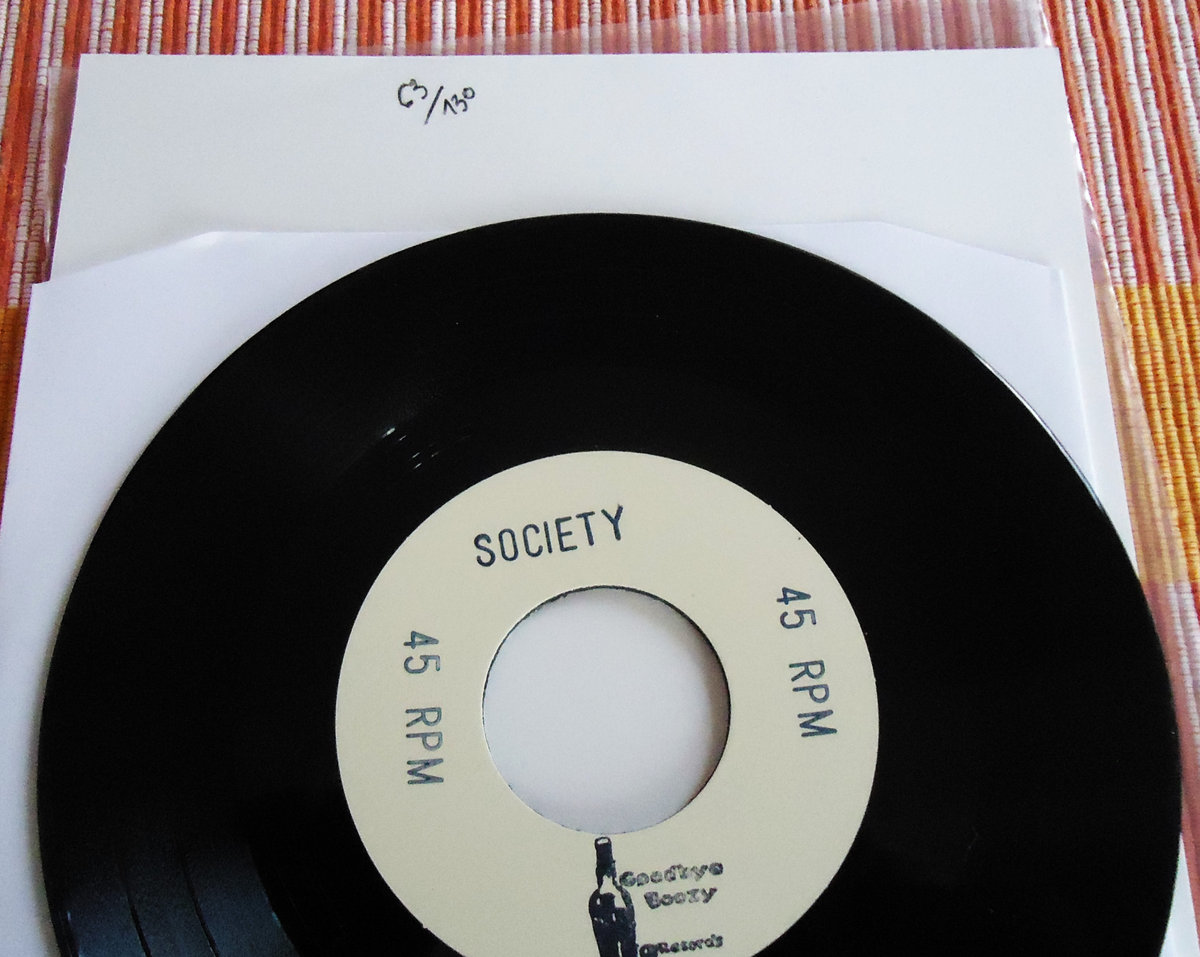 63/130
SOCIETY
45 RPM
45 RPM
Goodbye
Boozy
Records